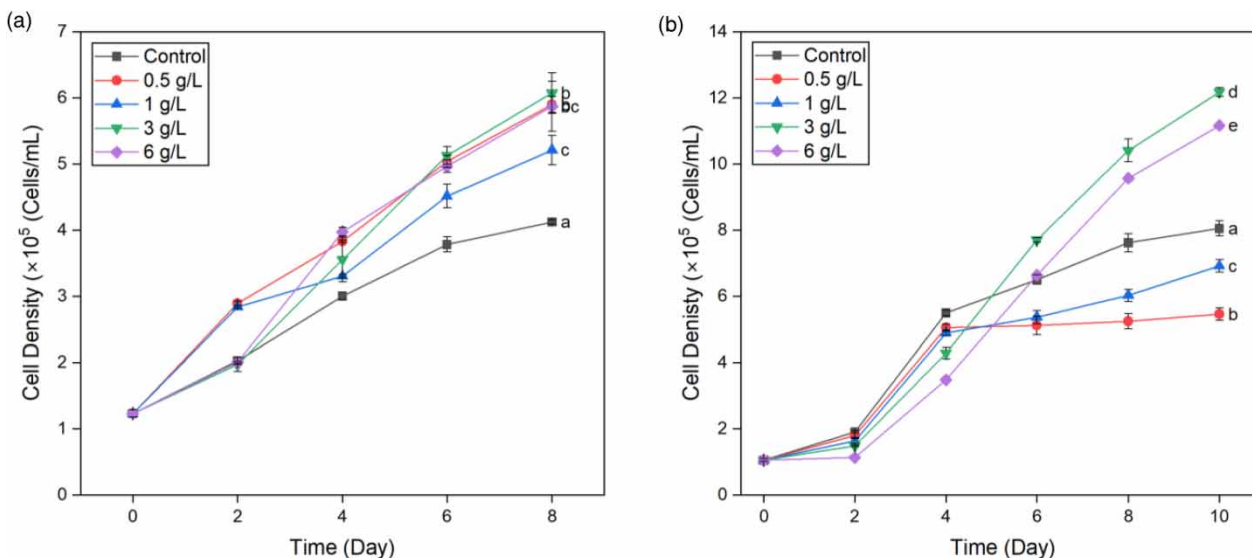 (a)
7
6
5
4
3
2
1
0
Cell Density (×10⁵ (Cells/mL)
Control
0.5 g/L
1 g/L
3 g/L
6 g/L
b
bc
c
a
0 2 4 6 8
Time (Day)
(b)
14
12
10
8
6
4
2
0
Cell Denisty (×10⁵ (Cells/mL)
Control
0.5 g/L
1 g/L
3 g/L
6 g/L
d
e
a
c
b
0 2 4 6 8 10
Time (Day)